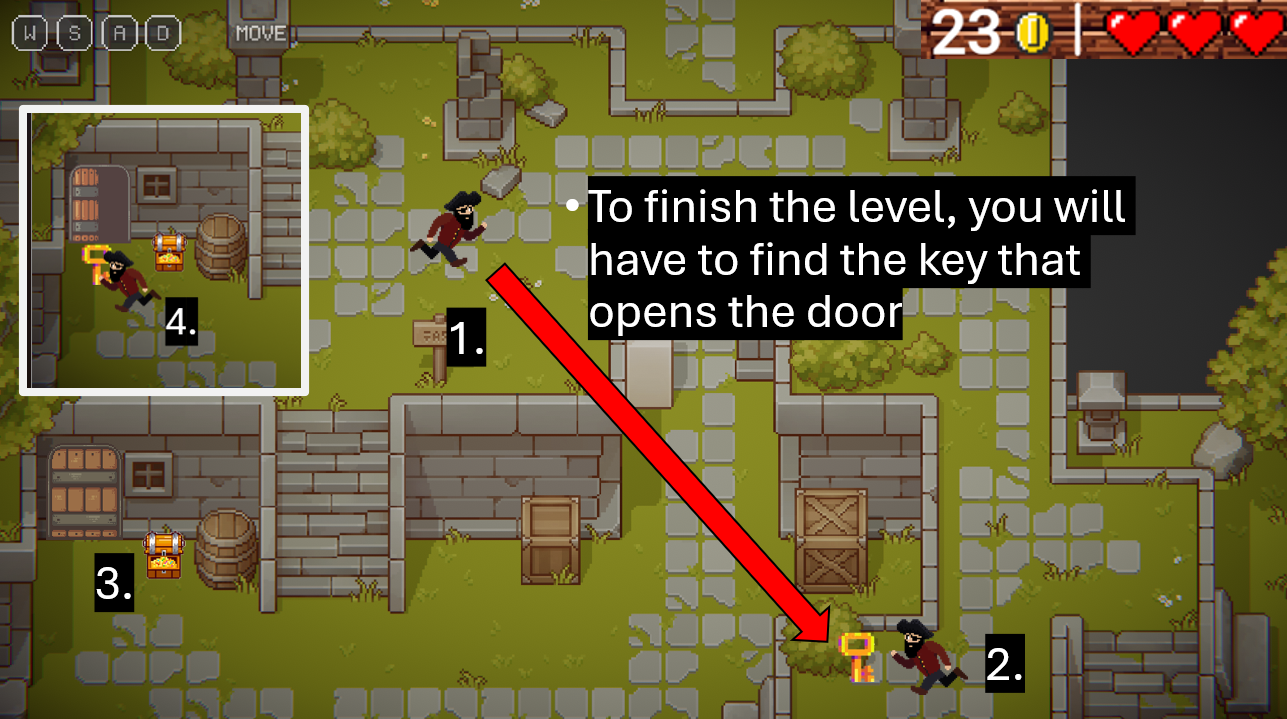 W S A D MOVE
23
• To finish the level, you will
have to find the key that
opens the door
4.
1.
3.
2.